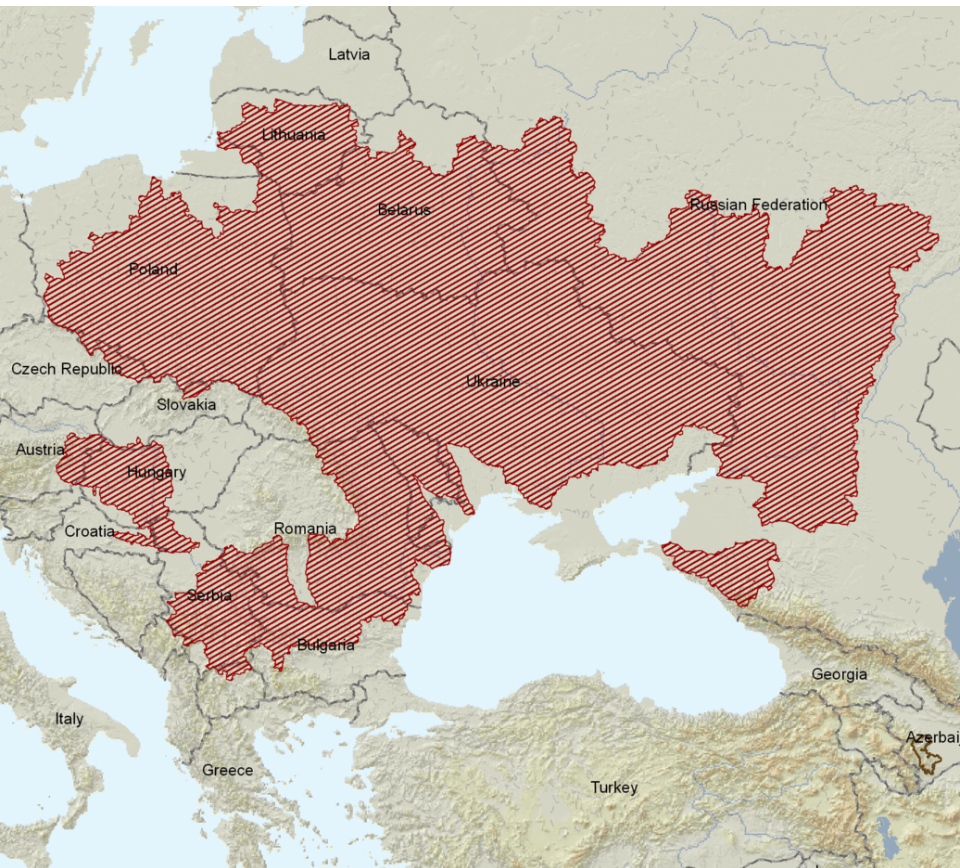 Latvia
Lithuania
Belarus
Russian Federation
Poland
Czech Republic
Ukraine
Slovakia
Austria
Hungary
Croatia
Romania
Serbia
Bulgaria
Georgia
Italy
Azerbaij
Greece
Turkey